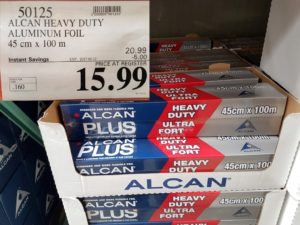 50125
ALCAN HEAVY DUTY
ALUMINUM FOIL
45 cm x 100 m
20.99
Instant Savings
-5.00
PRICE AT REGISTER
.160
15.99
ALCAN
PLUS
HEAVY
DUTY
ULTRA
FORT
45cm x 100m
ALCAN
PLUS
HEAVY
DUTY
ULTRA
FORT
45cm x 100m
ALCAN
ALCAN
PLUS
HEAVY
DUTY
ULTRA
FORT
45cm x 100m